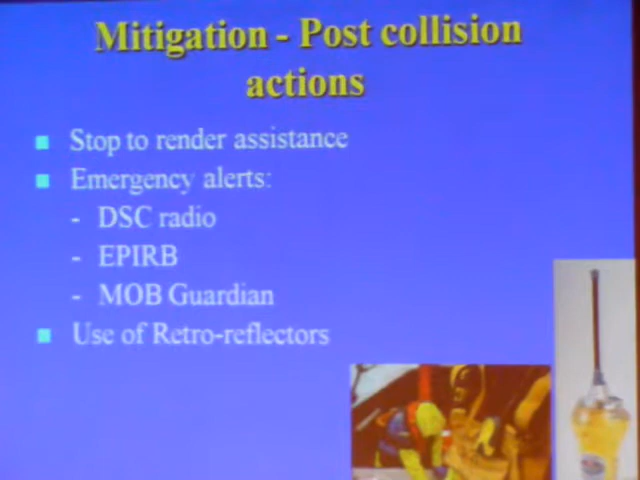 Mitigation - Post collision
actions
Stop to render assistance
Emergency alerts:
- DSC radio
- EPIRB
- MOB Guardian
Use of Retro-reflectors